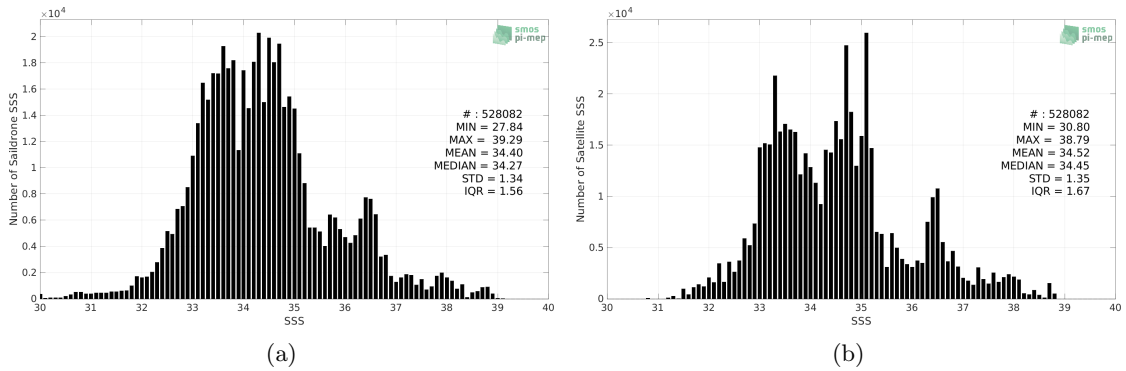 ×10⁴
2
1.8
1.6
1.4
1.2
1
0.8
0.6
0.4
0.2
0
30 31 32 33 34 35 36 37 38 39 40
SSS
Number of Saildrone SSS
smos
pi-mep
# : 528082
MIN = 27.84
MAX = 39.29
MEAN = 34.40
MEDIAN = 34.27
STD = 1.34
IQR = 1.56
(a)
×10⁴
2.5
2
1.5
1
0.5
0
30 31 32 33 34 35 36 37 38 39 40
SSS
Number of Satellite SSS
smos
pi-mep
# : 528082
MIN = 30.80
MAX = 38.79
MEAN = 34.52
MEDIAN = 34.45
STD = 1.35
IQR = 1.67
(b)